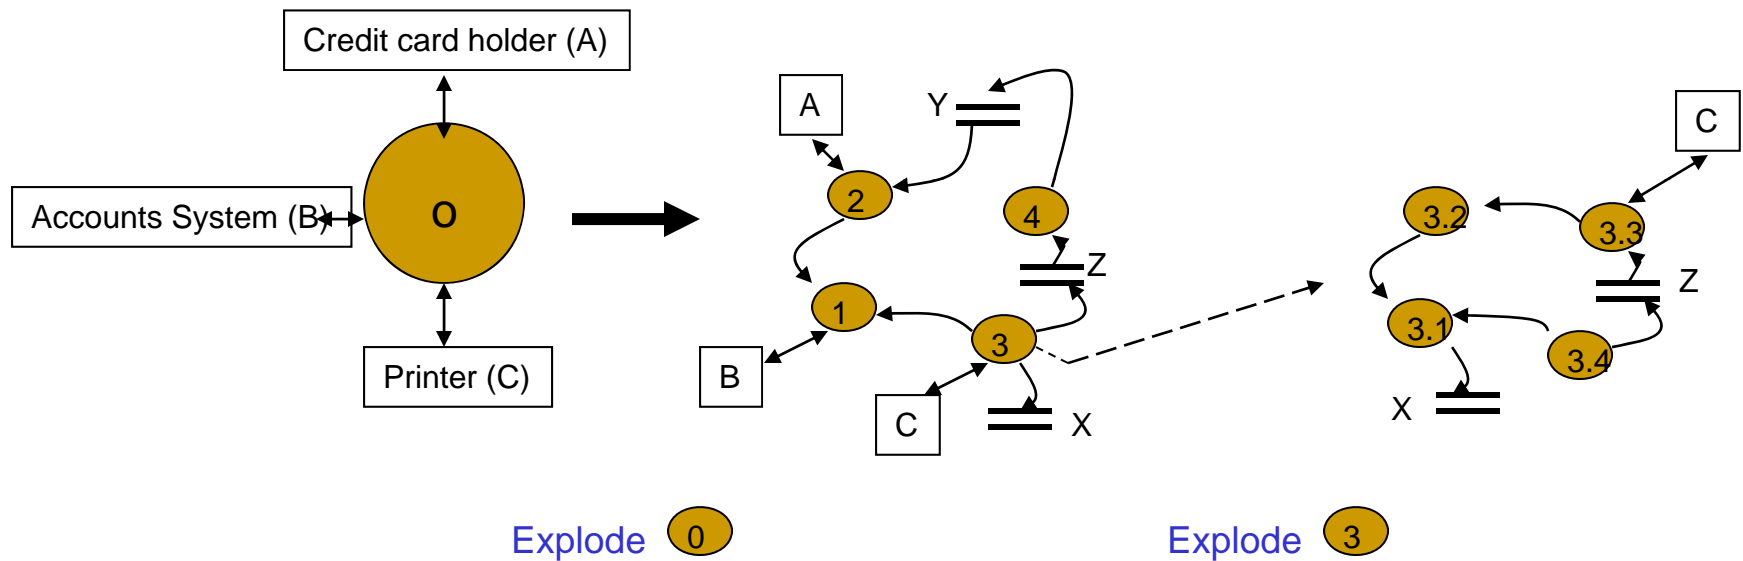 Credit card holder (A)
Accounts System (B)
O
Printer (C)
A
Y
2
4
Z
1
3
B
C
X
C
3.2
3.3
Z
3.1
3.4
X
Explode 0
Explode 3